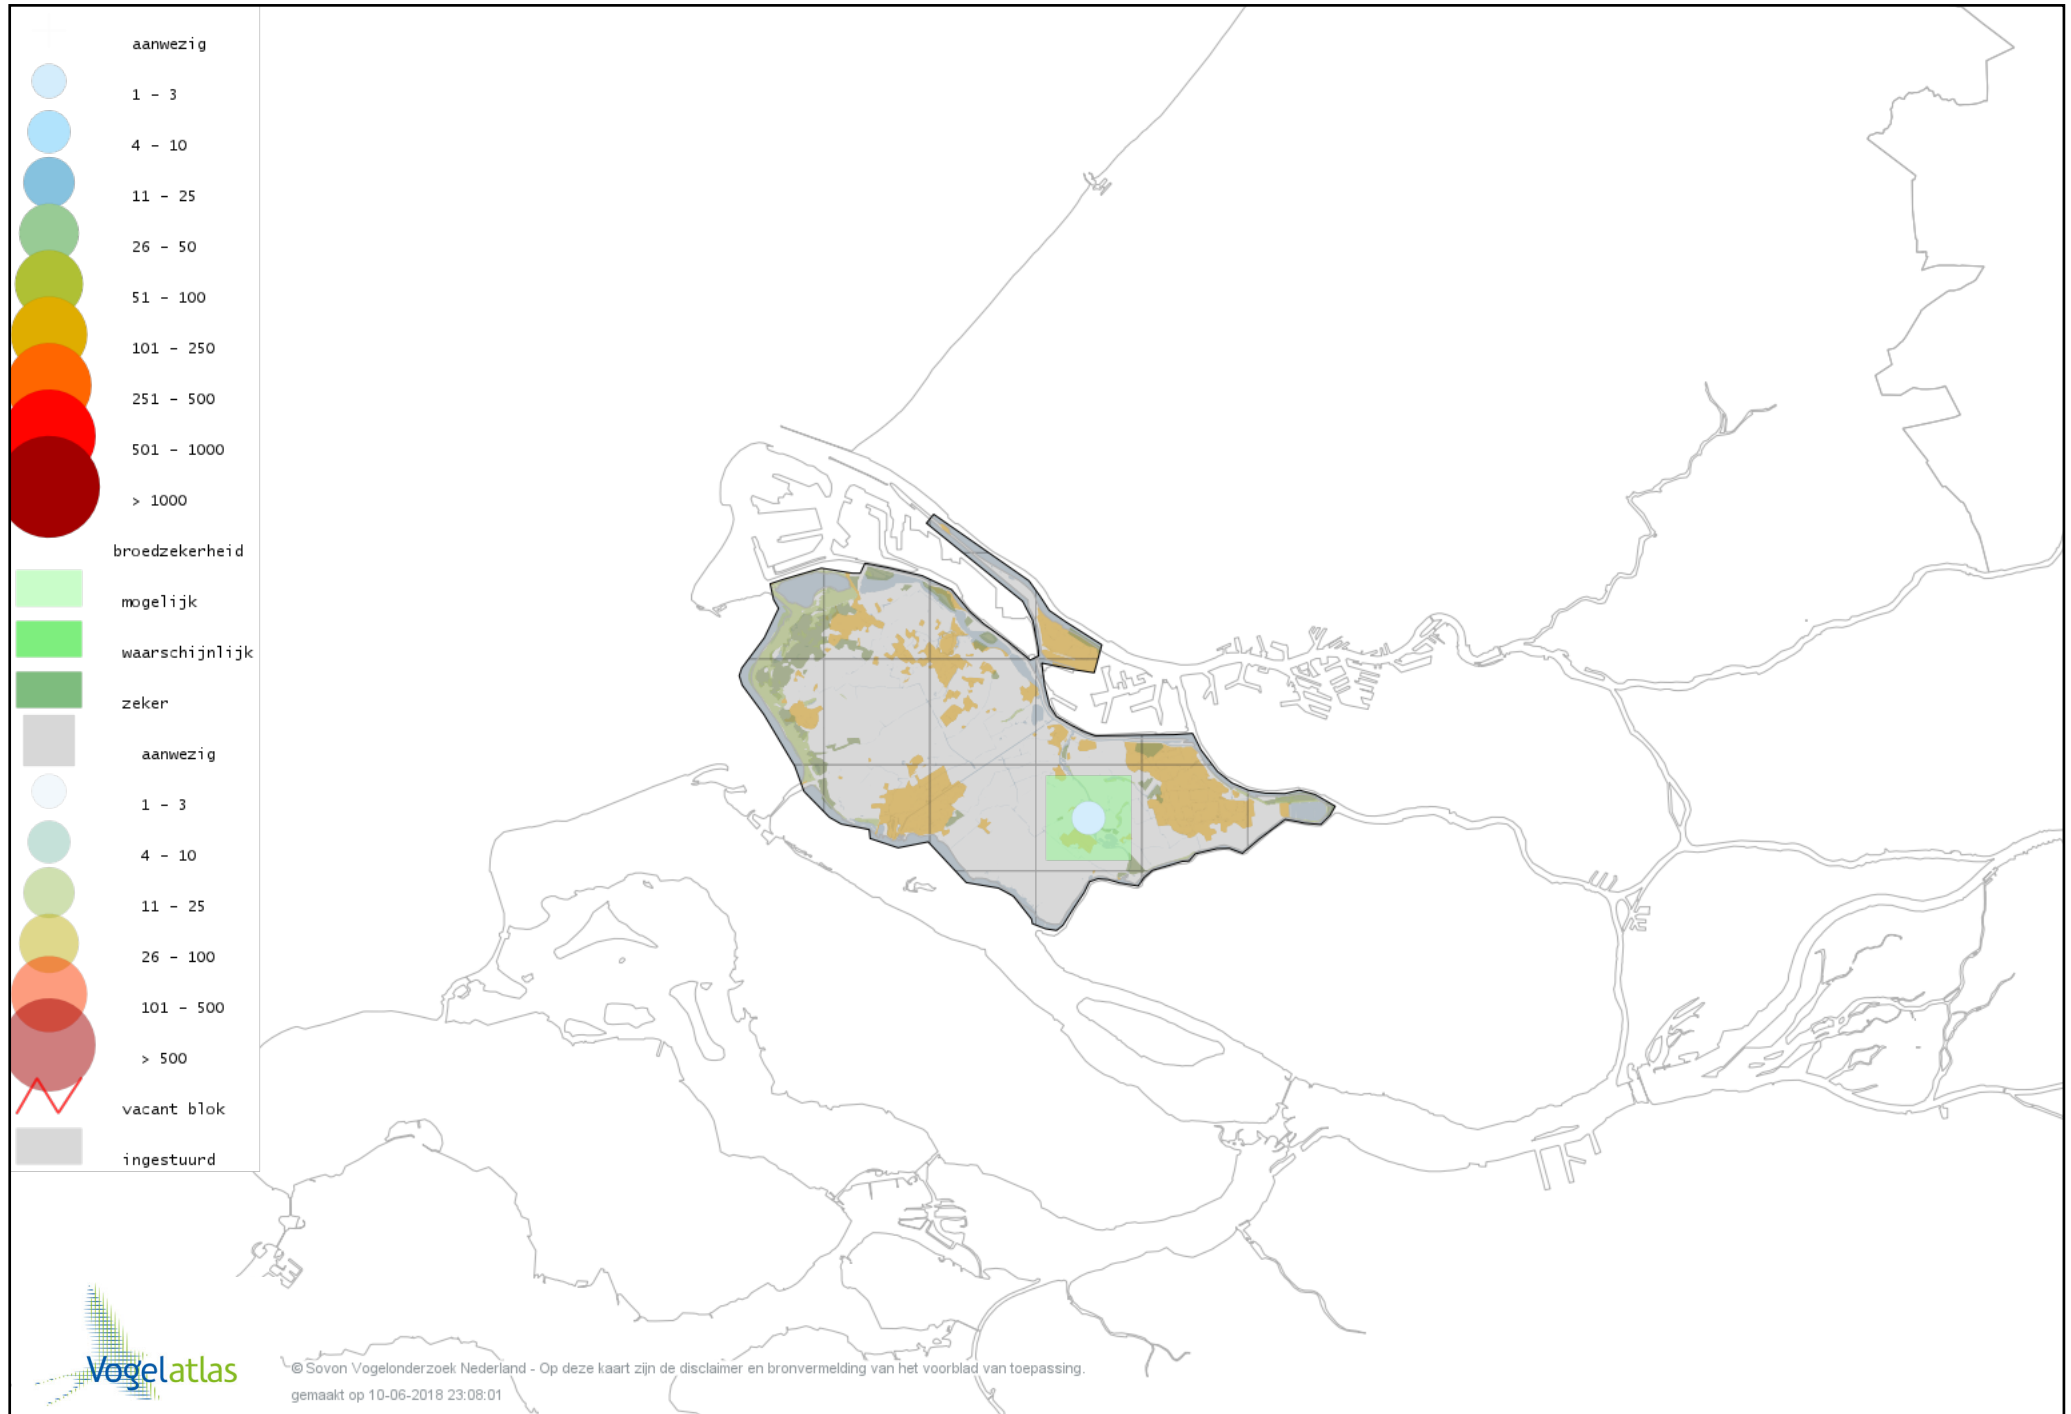 aanwezig
1 - 3
4 - 10
11 - 25
26 - 50
51 - 100
101 - 250
251 - 500
501 - 1000
> 1000
broedzekerheid
mogelijk
waarschijnlijk
zeker
aanwezig
1 - 3
4 - 10
11 - 25
26 - 100
101 - 500
> 500
vacant blok
ingestuurd
Vogelatlas
© Sovon Vogelonderzoek Nederland - Op deze kaart zijn de disclaimer en bronvermelding van het voorblad van toepassing.
gemaakt op 10-06-2018 23:08:01